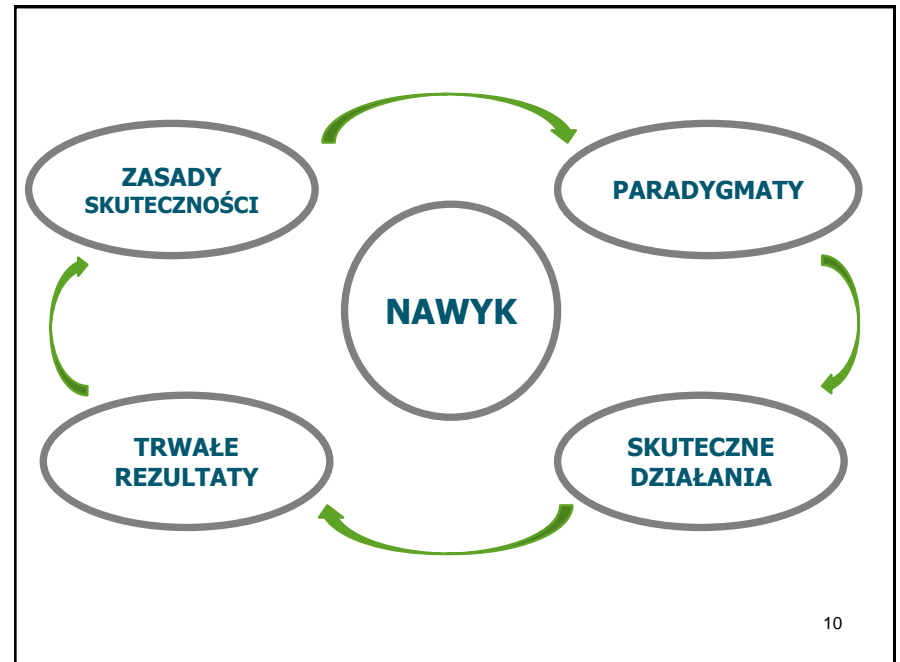 ZASADY
SKUTECZNOŚCI
PARADYGMATY
NAWYK
TRWAŁE
REZULTATY
SKUTECZNE
DZIAŁANIA
10